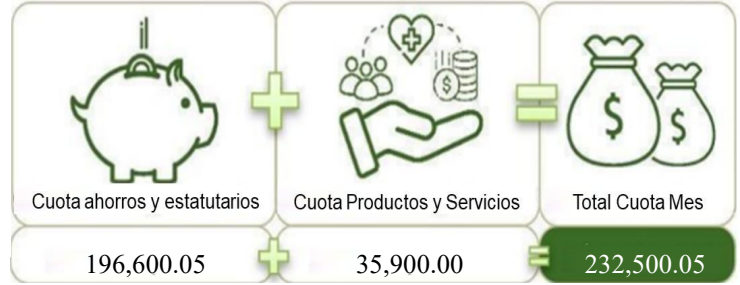 $
$ $
Cuota ahorros y estatutarios Cuota Productos y Servicios Total Cuota Mes
196,600.05 + 35,900.00 = 232,500.05